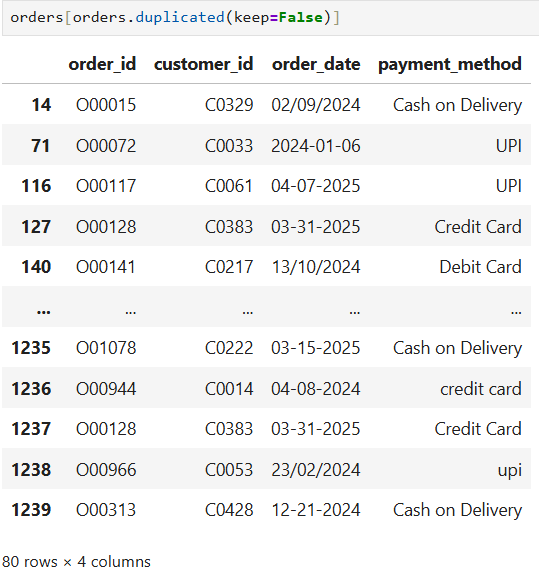 orders[orders.duplicated(keep=False)]
order_id customer_id order_date payment_method
14 O00015 C0329 02/09/2024 Cash on Delivery
71 O00072 C0033 2024-01-06 UPI
116 O00117 C0061 04-07-2025 UPI
127 O00128 C0383 03-31-2025 Credit Card
140 O00141 C0217 13/10/2024 Debit Card
... ... ... ... ...
1235 O01078 C0222 03-15-2025 Cash on Delivery
1236 O00944 C0014 04-08-2024 credit card
1237 O00128 C0383 03-31-2025 Credit Card
1238 O00966 C0053 23/02/2024 upi
1239 O00313 C0428 12-21-2024 Cash on Delivery
80 rows × 4 columns